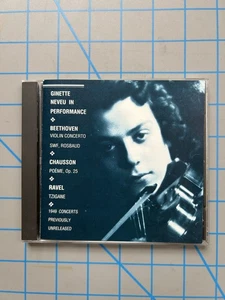 GINETTE
NEVEU IN
PERFORMANCE
BEETHOVEN
VIOLIN CONCERTO
SWF, ROSBAUD
CHAUSSON
POÈME, Op. 25
RAVEL
TZIGANE
1949 CONCERTS
PREVIOUSLY
UNRELEASED